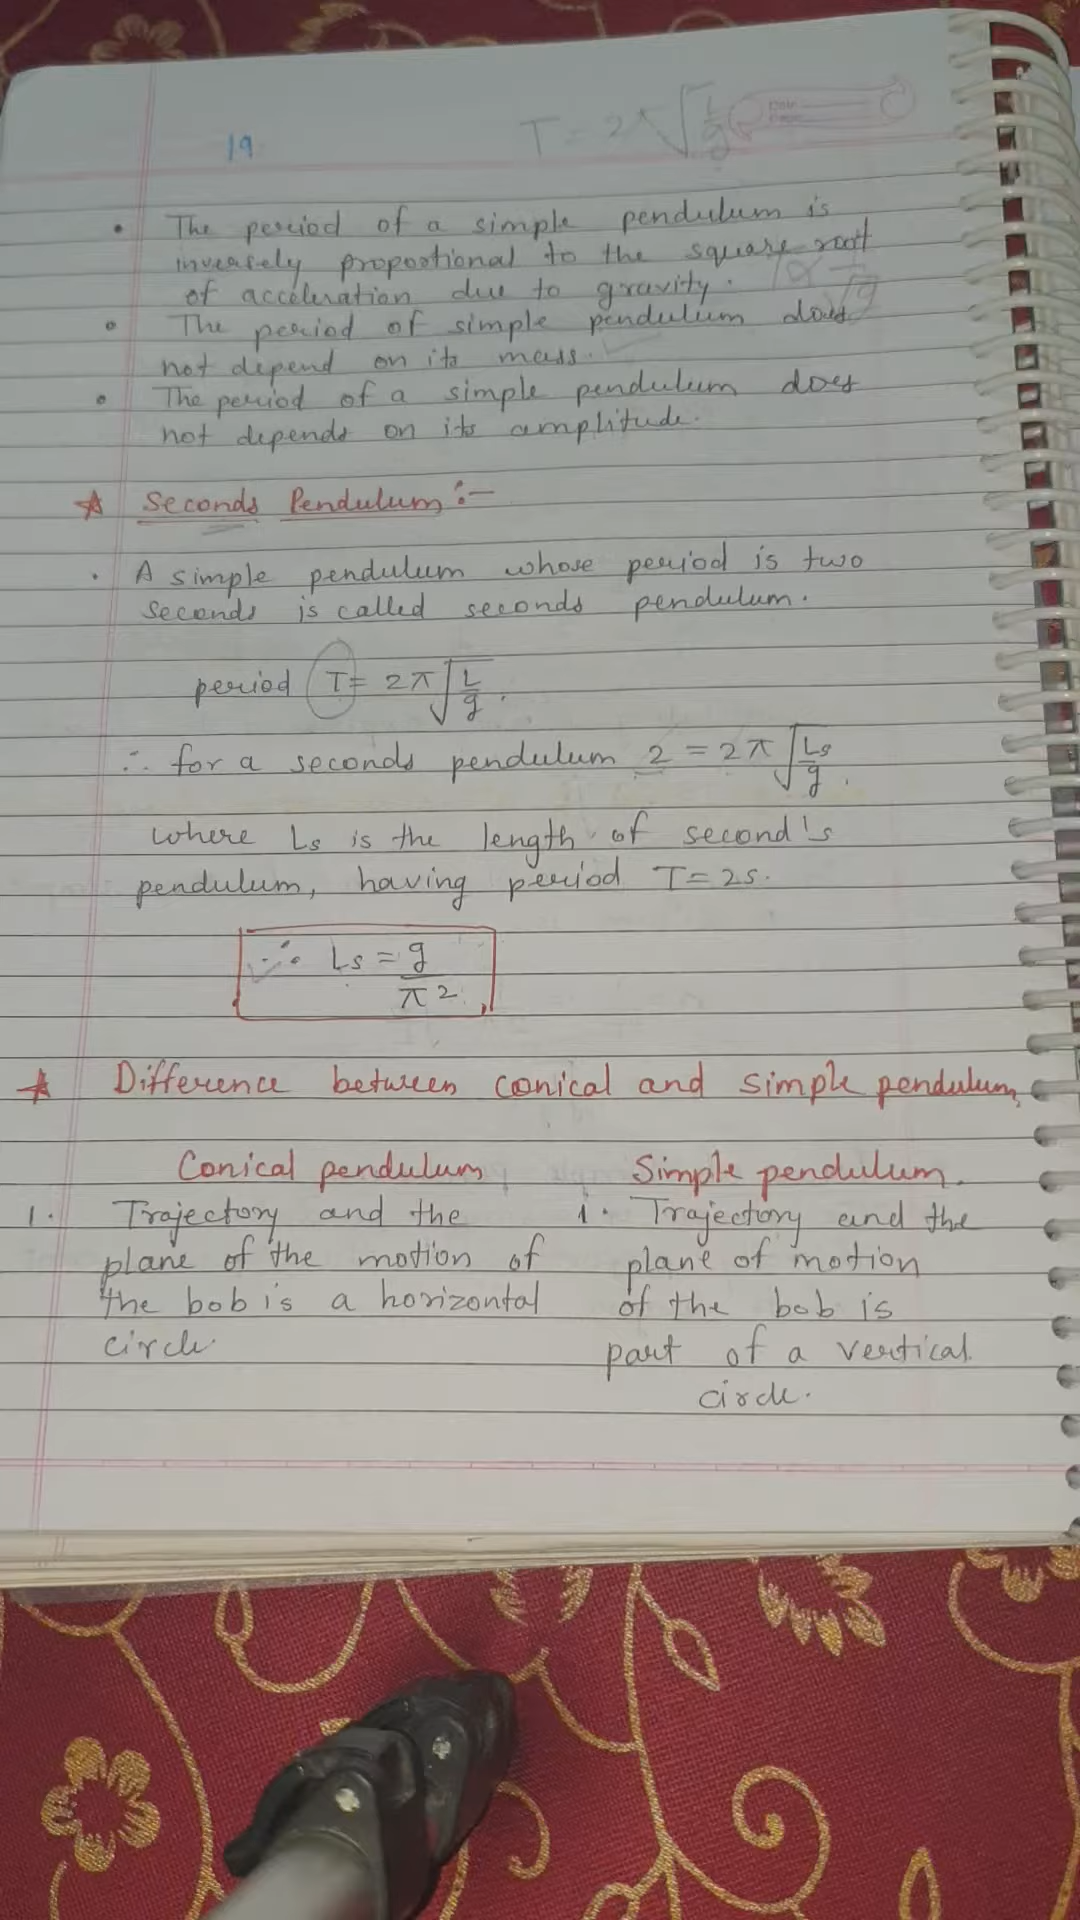 19
T = 2√L/g
• The period of a simple pendulum is
inversely proportional to the square root
of acceleration due to gravity.
• The period of simple pendulum does
not depend on its mass.
• The period of a simple pendulum does
not depends on its amplitude.
☆ Seconds Pendulum :-
• A simple pendulum whose period is two
seconds is called seconds pendulum.
period T = 2π√L/g.
∴ for a seconds pendulum 2 = 2π√Ls/g.
where Ls is the length of second's
pendulum, having period T = 2s.
∴ Ls = g/π2
☆ Difference between conical and simple pendulum
Conical pendulum
1. Trajectory and the
plane of the motion of
the bob is a horizontal
circle
Simple pendulum.
1. Trajectory and the
plane of motion
of the bob is
part of a vertical
circle.